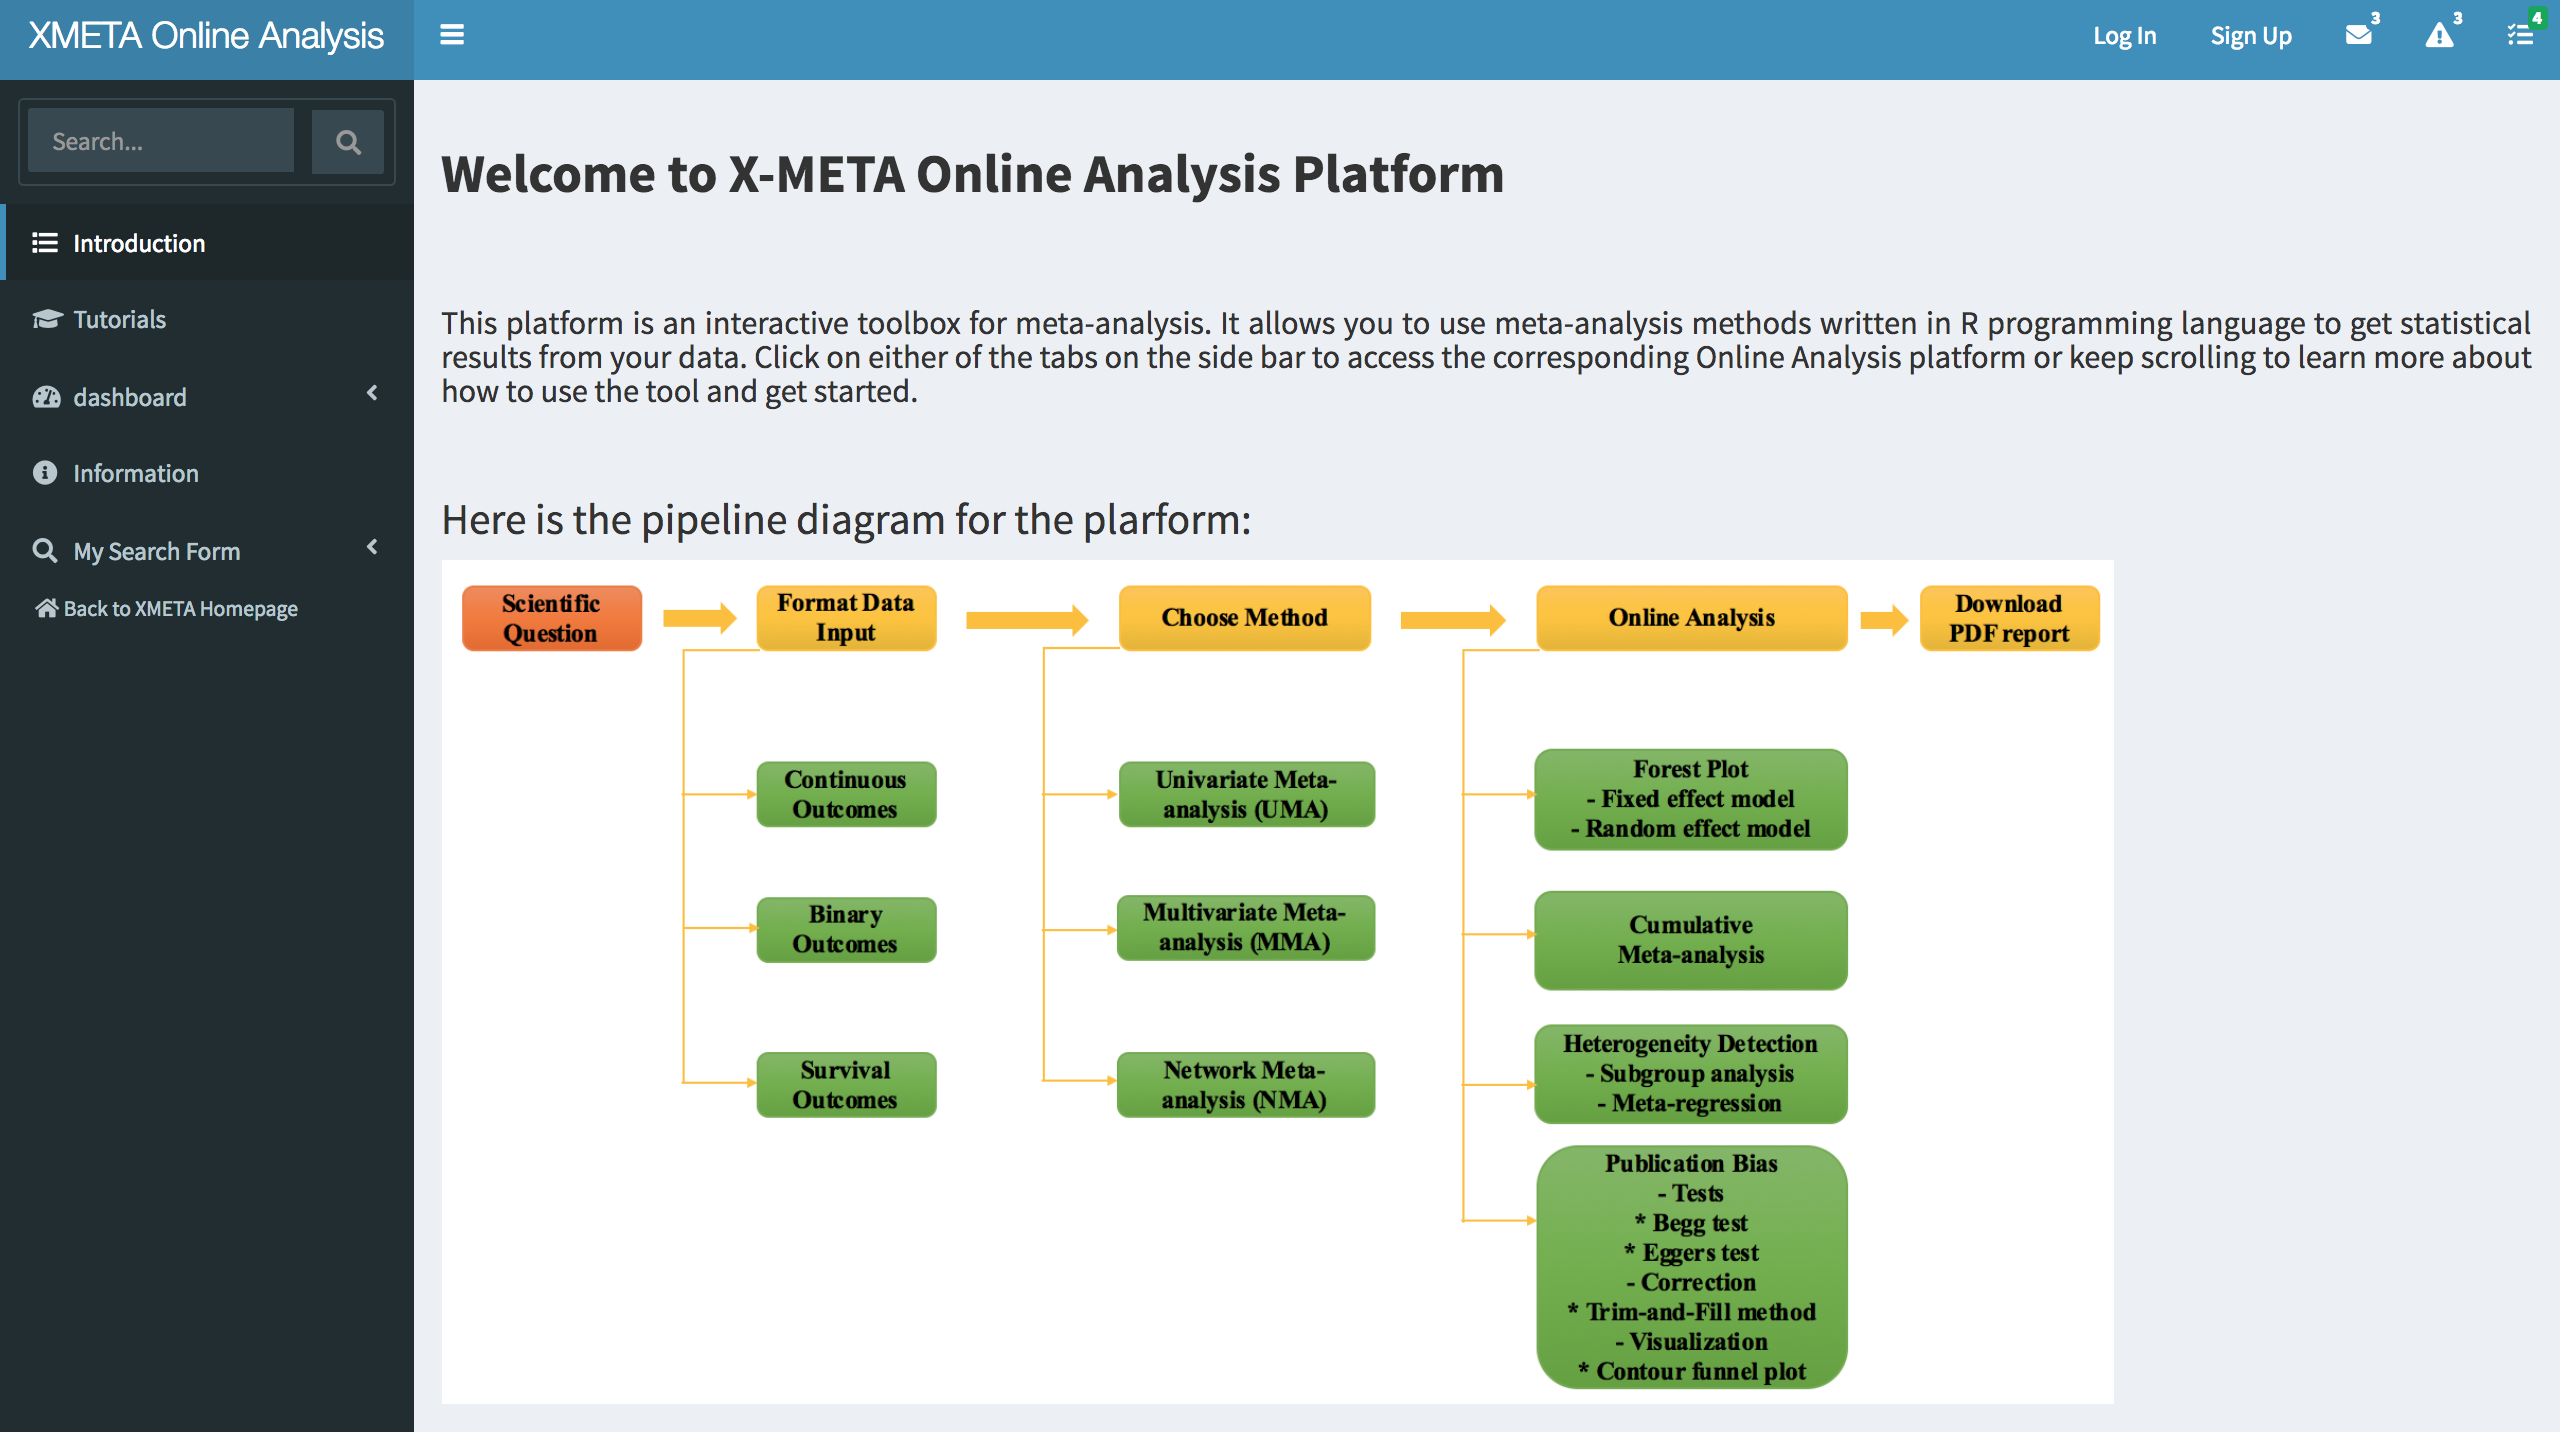 XMETA Online Analysis
Log In
Sign Up
3
3
4
Search...
Introduction
Tutorials
dashboard
Information
My Search Form
Back to XMETA Homepage
Welcome to X-META Online Analysis Platform
This platform is an interactive toolbox for meta-analysis. It allows you to use meta-analysis methods written in R programming language to get statistical
results from your data. Click on either of the tabs on the side bar to access the corresponding Online Analysis platform or keep scrolling to learn more about
how to use the tool and get started.
Here is the pipeline diagram for the plarform:
Scientific
Question
Format Data
Input
Choose Method
Online Analysis
Download
PDF report
Continuous
Outcomes
Binary
Outcomes
Survival
Outcomes
Univariate Meta-
analysis (UMA)
Multivariate Meta-
analysis (MMA)
Network Meta-
analysis (NMA)
Forest Plot
- Fixed effect model
- Random effect model
Cumulative
Meta-analysis
Heterogeneity Detection
- Subgroup analysis
- Meta-regression
Publication Bias
- Tests
* Begg test
* Eggers test
- Correction
* Trim-and-Fill method
- Visualization
* Contour funnel plot